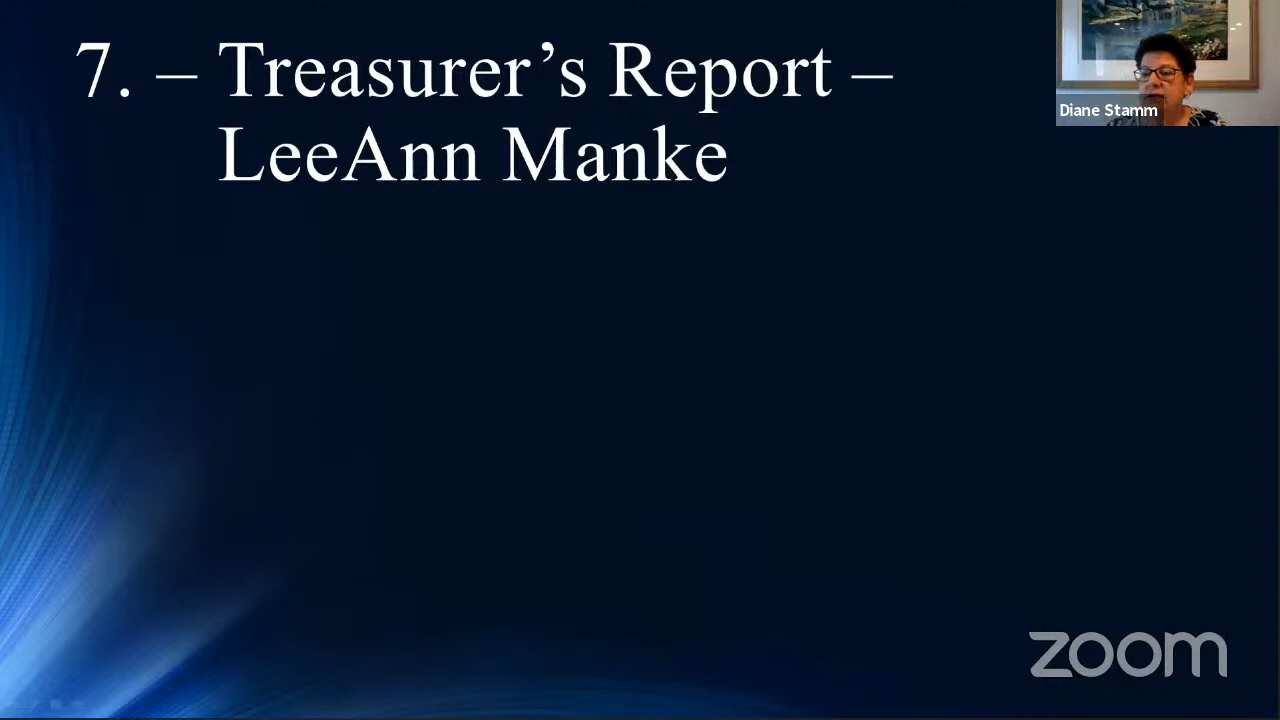 7. – Treasurer’s Report –
LeeAnn Manke
Diane Stamm
zoom